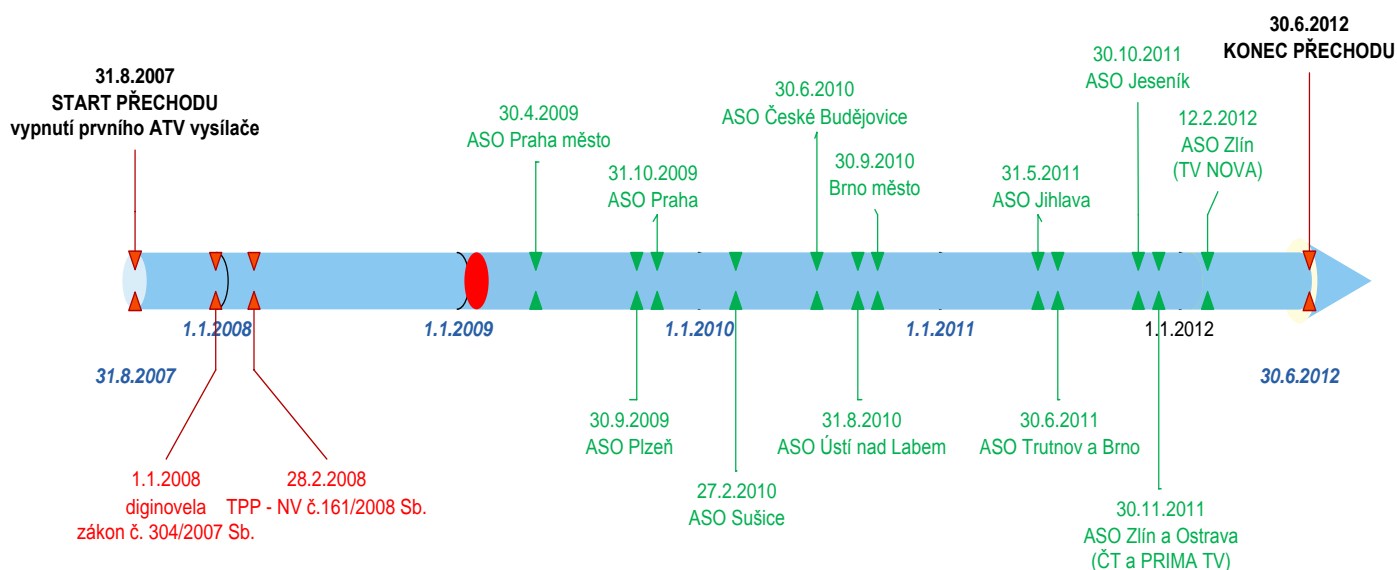 30.6.2012
KONEC PŘECHODU
31.8.2007
START PŘECHODU
vypnutí prvního ATV vysílače
30.4.2009
ASO Praha město
31.10.2009
ASO Praha
30.6.2010
ASO České Budějovice
30.9.2010
Brno město
31.5.2011
ASO Jihlava
30.10.2011
ASO Jeseník
12.2.2012
ASO Zlín
(TV NOVA)
1.1.2008
1.1.2009
1.1.2010
1.1.2011
1.1.2012
31.8.2007
30.6.2012
1.1.2008
diginovela
zákon č. 304/2007 Sb.
28.2.2008
TPP - NV č.161/2008 Sb.
30.9.2009
ASO Plzeň
27.2.2010
ASO Sušice
31.8.2010
ASO Ústí nad Labem
30.6.2011
ASO Trutnov a Brno
30.11.2011
ASO Zlín a Ostrava
(ČT a PRIMA TV)